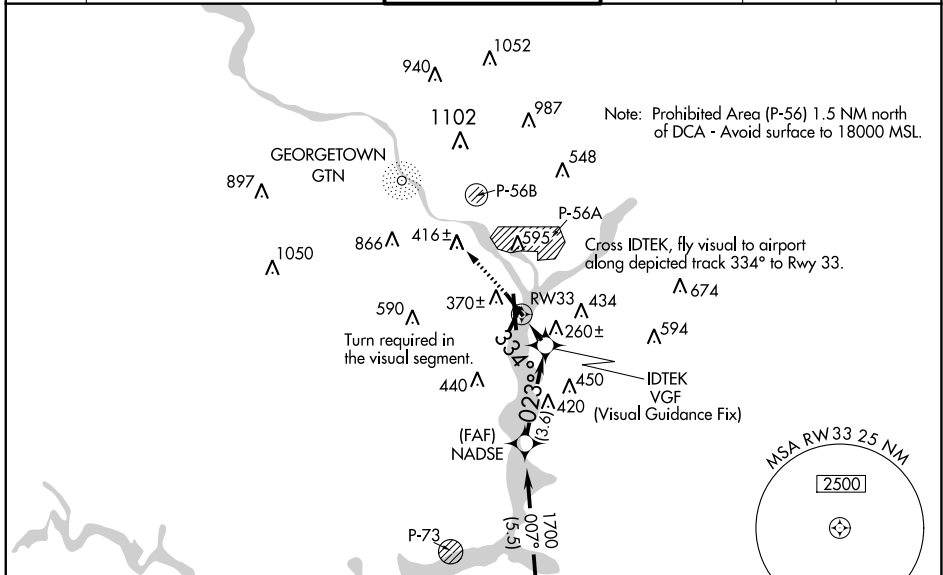 1052
940
987
1102
Note: Prohibited Area (P-56) 1.5 NM north
of DCA - Avoid surface to 18000 MSL.
GEORGETOWN
GTN
548
897
P-56B
P-56A
866
416±
595
Cross IDTEK, fly visual to airport
along depicted track 334° to Rwy 33.
1050
674
370±
RW33
434
590
260±
594
Turn required in
the visual segment.
334°
440
450
IDTEK
VGF
(Visual Guidance Fix)
420
023°
(3.6)
(FAF)
NADSE
MSA RW33 25 NM
2500
1700
007°
(5.5)
P-73